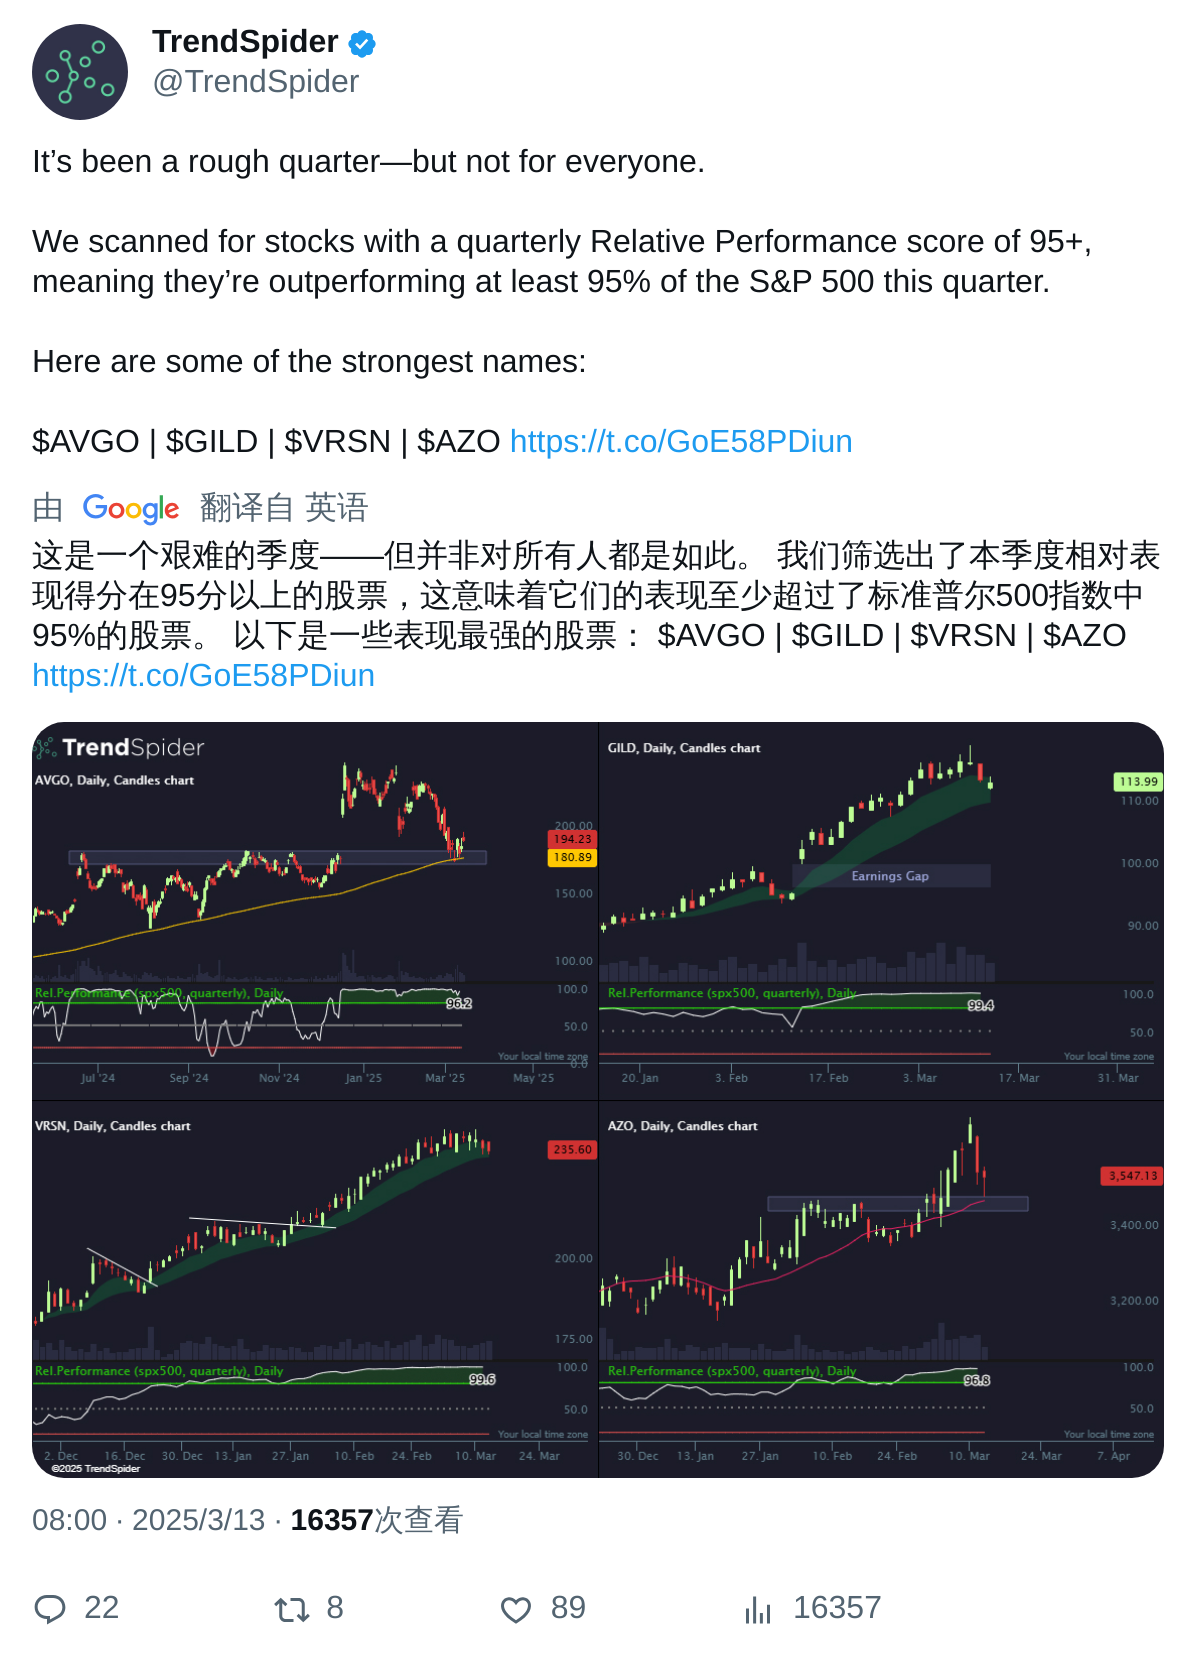 TrendSpider
@TrendSpider
It’s been a rough quarter—but not for everyone.
We scanned for stocks with a quarterly Relative Performance score of 95+,
meaning they’re outperforming at least 95% of the S&P 500 this quarter.
Here are some of the strongest names:
$AVGO | $GILD | $VRSN | $AZO https://t.co/GoE58PDiun
由 Google 翻译自 英语
这是一个艰难的季度——但并非对所有人都是如此。 我们筛选出了本季度相对表
现得分在95分以上的股票，这意味着它们的表现至少超过了标准普尔500指数中
95%的股票。 以下是一些表现最强的股票： $AVGO | $GILD | $VRSN | $AZO
https://t.co/GoE58PDiun
TrendSpider
AVGO, Daily, Candles chart
200.00
194.23
180.89
150.00
100.00
Rel.Performance (spx500, quarterly), Daily
100.0
96.2
50.0
Your local time zone
0.0
Jul '24 Sep '24 Nov '24 Jan '25 Mar '25 May '25
GILD, Daily, Candles chart
113.99
110.00
100.00
Earnings Gap
90.00
Rel.Performance (spx500, quarterly), Daily
100.0
99.4
50.0
Your local time zone
20. Jan 3. Feb 17. Feb 3. Mar 17. Mar 31. Mar
VRSN, Daily, Candles chart
235.60
200.00
175.00
Rel.Performance (spx500, quarterly), Daily
100.0
99.6
50.0
Your local time zone
2. Dec 16. Dec 30. Dec 13. Jan 27. Jan 10. Feb 24. Feb 10. Mar 24. Mar
©2025 TrendSpider
AZO, Daily, Candles chart
3,547.13
3,400.00
3,200.00
Rel.Performance (spx500, quarterly), Daily
100.0
96.8
50.0
Your local time zone
30. Dec 13. Jan 27. Jan 10. Feb 24. Feb 10. Mar 24. Mar 7. Apr
08:00 · 2025/3/13 · 16357次查看
22 8 89 16357